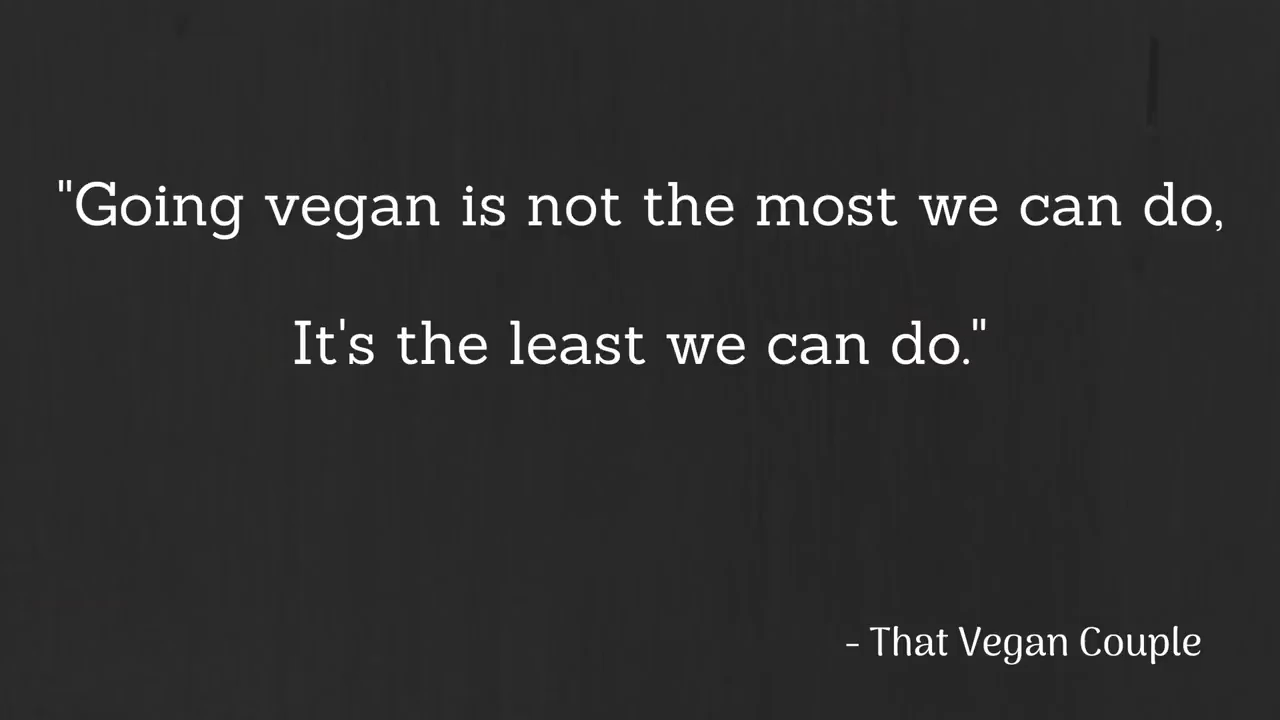 "Going vegan is not the most we can do,
It's the least we can do."
- That Vegan Couple